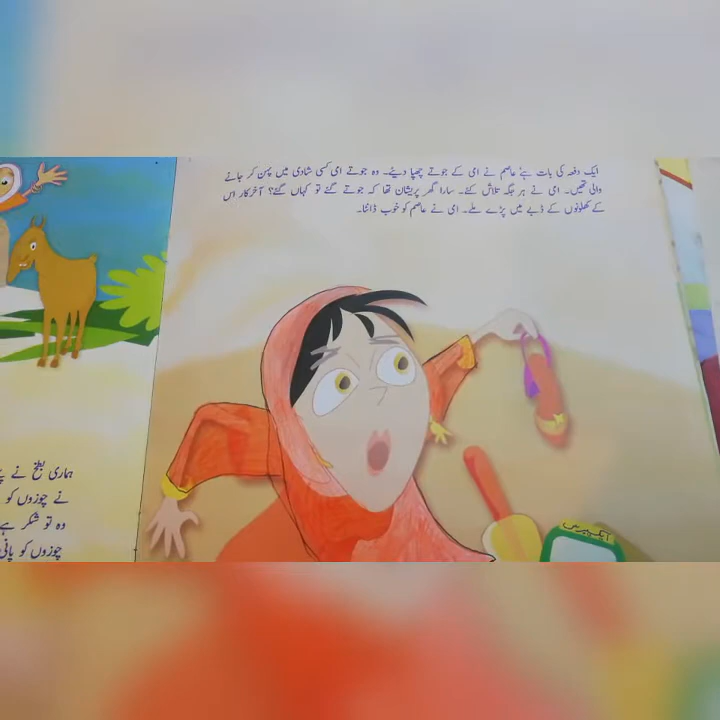 ایک دفعہ کی بات ہے عاصم نے امی کے جوتے چھپا دیئے۔ وہ جوتے امی کسی شادی میں پہن کر جانے
والی تھیں۔ امی نے ہر جگہ تلاش کئے۔ سارا گھر پریشان تھا کہ جوتے گئے تو کہاں گئے؟ آخرکار اس
کے کھلونوں کے ڈبے میں پڑے ملے۔ امی نے عاصم کو خوب ڈانٹا۔
ہماری بطخ نے
نے چوزوں کو
وہ تو شکر ہے
چوزوں کو پانی